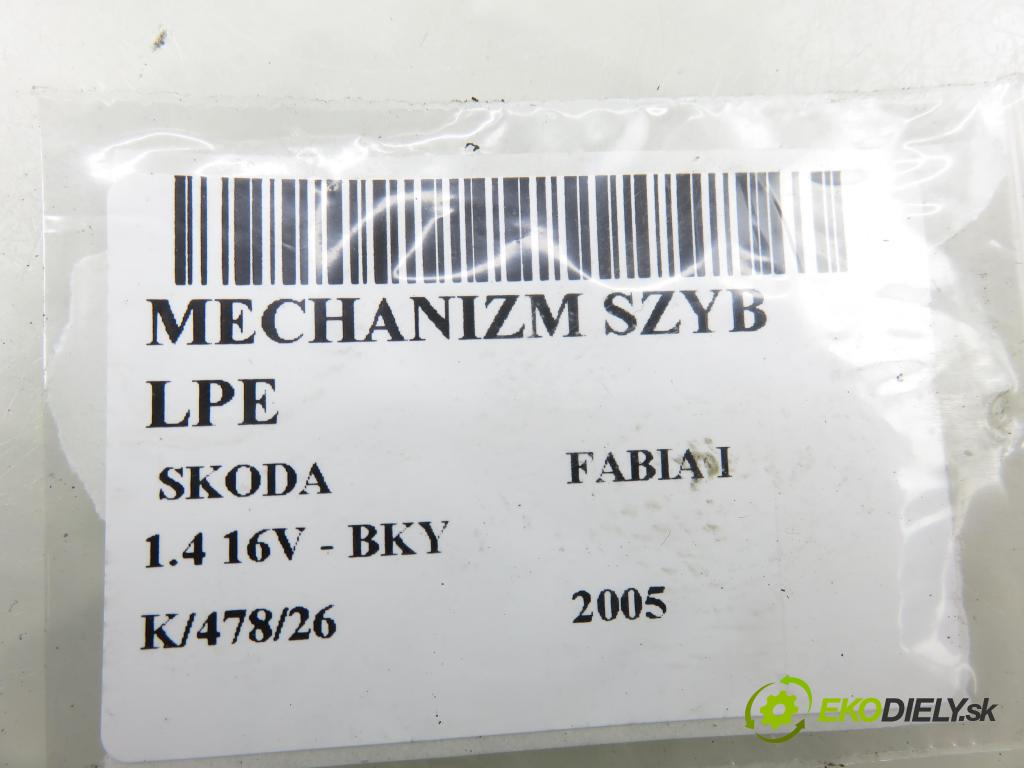 MECHANIZM SZYB
LPE
SKODA FABIA I
1.4 16V - BKY
K/478/26 2005
EKODIELY.sk